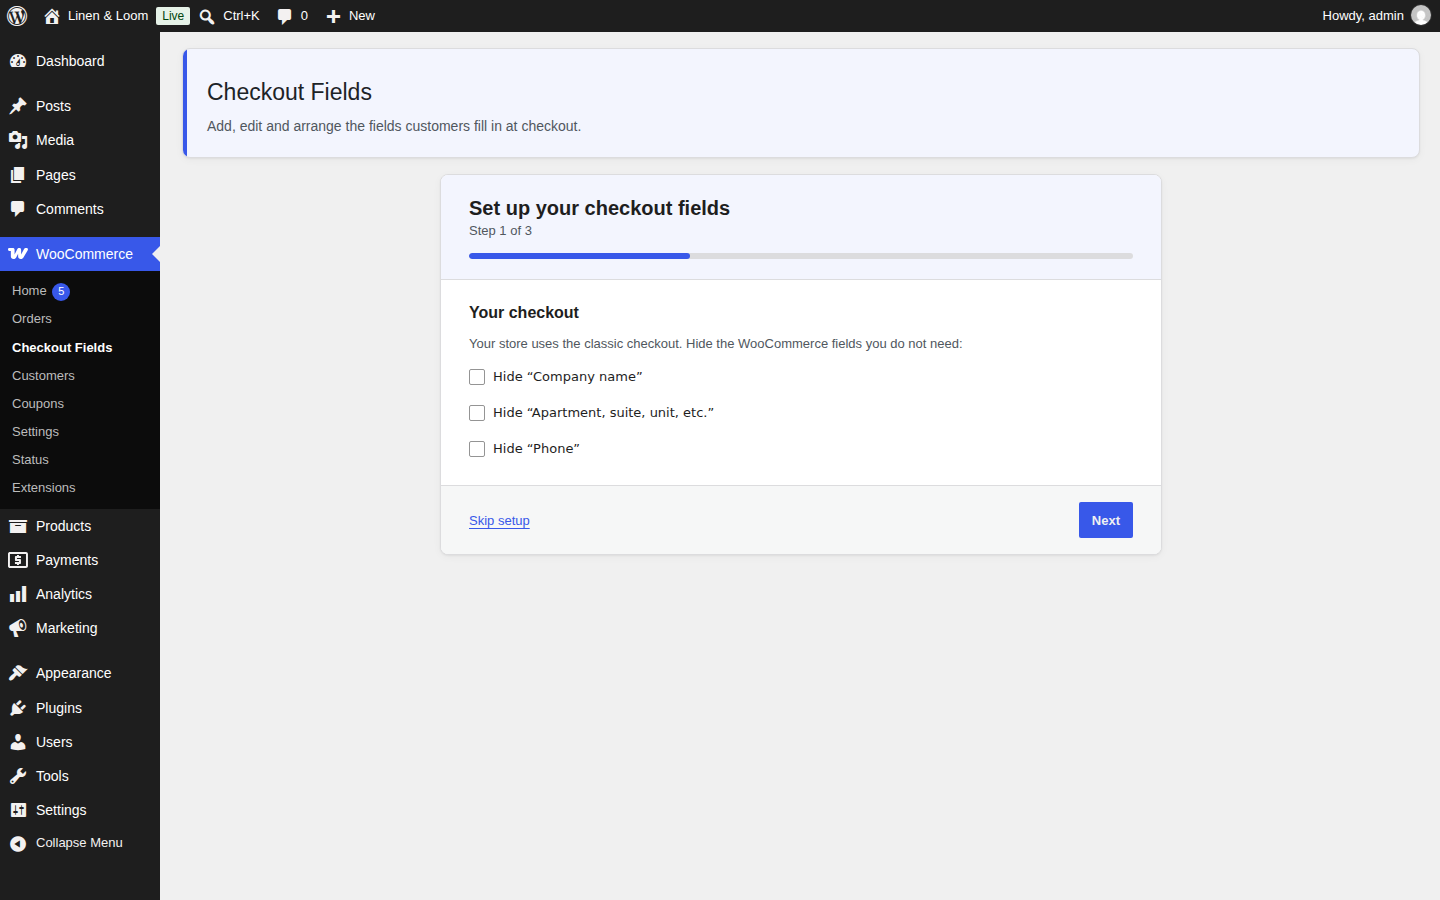 Linen & Loom Live Ctrl+K 0 New Howdy, admin
Dashboard
Posts
Media
Pages
Comments
WooCommerce
Home 5
Orders
Checkout Fields
Customers
Coupons
Settings
Status
Extensions
Products
Payments
Analytics
Marketing
Appearance
Plugins
Users
Tools
Settings
Collapse Menu
Checkout Fields
Add, edit and arrange the fields customers fill in at checkout.
Set up your checkout fields
Step 1 of 3
Your checkout
Your store uses the classic checkout. Hide the WooCommerce fields you do not need:
Hide “Company name”
Hide “Apartment, suite, unit, etc.”
Hide “Phone”
Skip setup Next